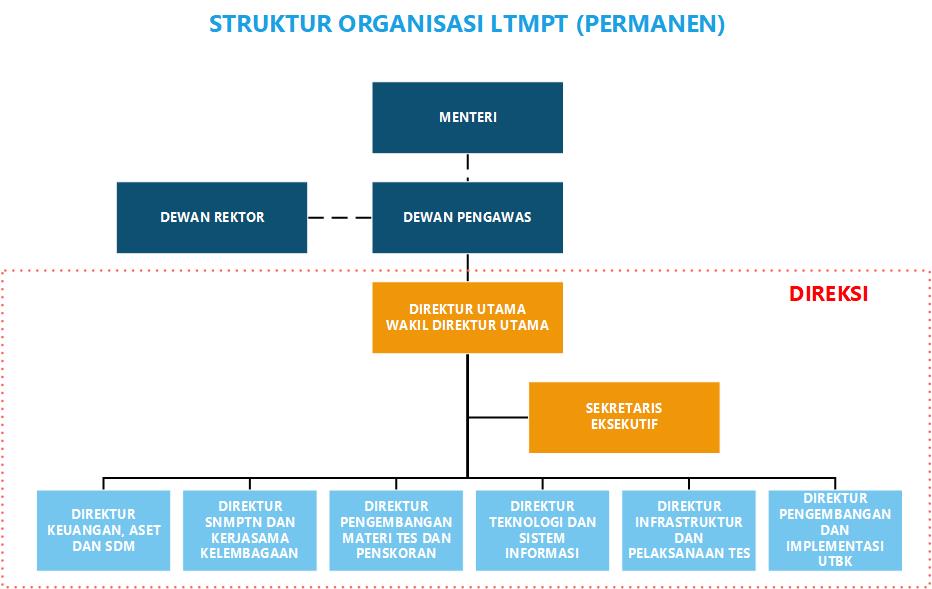 STRUKTUR ORGANISASI LTMPT (PERMANEN)
MENTERI
DEWAN REKTOR
DEWAN PENGAWAS
DIREKSI
DIREKTUR UTAMA
WAKIL DIREKTUR UTAMA
SEKRETARIS
EKSEKUTIF
DIREKTUR
KEUANGAN, ASET
DAN SDM
DIREKTUR
SNMPTN DAN
KERJASAMA
KELEMBAGAAN
DIREKTUR
PENGEMBANGAN
MATERI TES DAN
PENSKORAN
DIREKTUR
TEKNOLOGI DAN
SISTEM
INFORMASI
DIREKTUR
INFRASTRUKTUR
DAN
PELAKSANAAN TES
DIREKTUR
PENGEMBANGAN
DAN
IMPLEMENTASI
UTBK